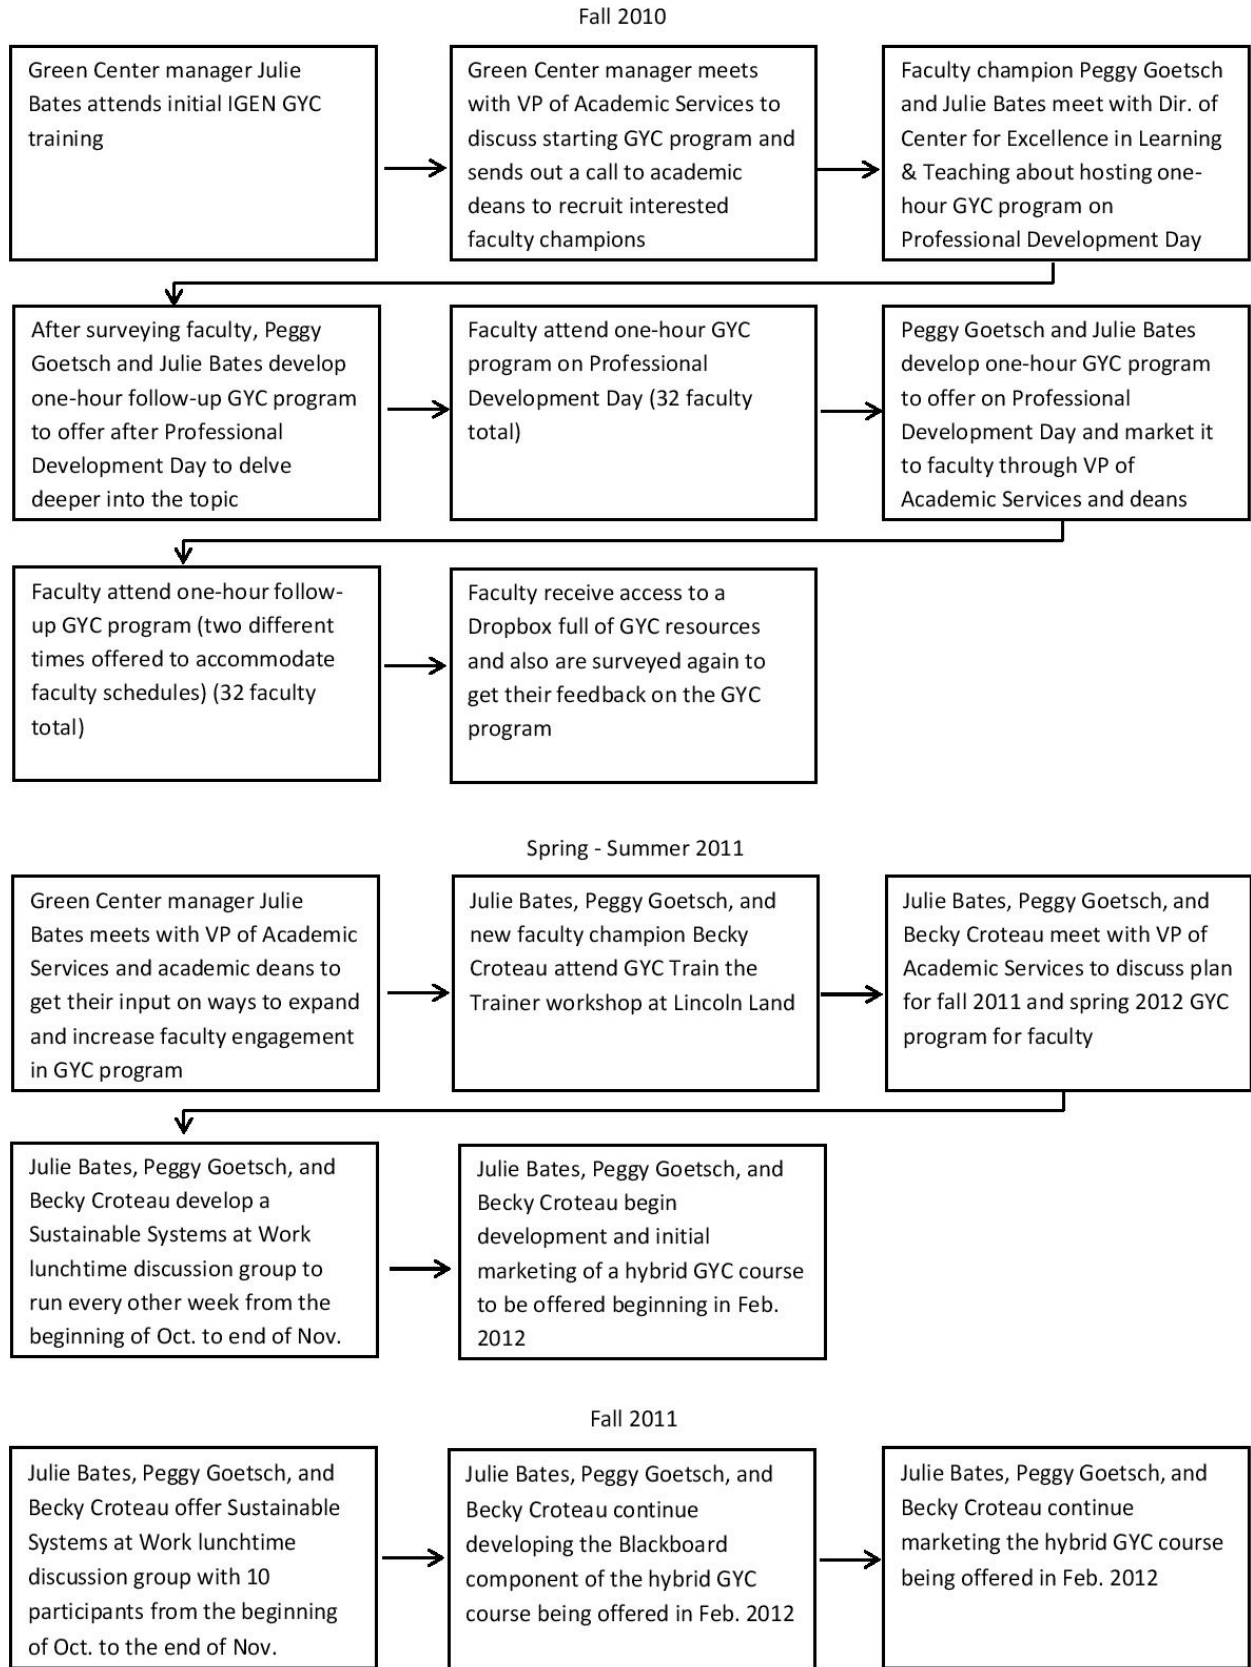 Fall 2010
Green Center manager Julie
Bates attends initial IGEN GYC
training
Green Center manager meets
with VP of Academic Services to
discuss starting GYC program and
sends out a call to academic
deans to recruit interested
faculty champions
Faculty champion Peggy Goetsch
and Julie Bates meet with Dir. of
Center for Excellence in Learning
& Teaching about hosting one-
hour GYC program on
Professional Development Day
After surveying faculty, Peggy
Goetsch and Julie Bates develop
one-hour follow-up GYC program
to offer after Professional
Development Day to delve
deeper into the topic
Faculty attend one-hour GYC
program on Professional
Development Day (32 faculty
total)
Peggy Goetsch and Julie Bates
develop one-hour GYC program
to offer on Professional
Development Day and market it
to faculty through VP of
Academic Services and deans
Faculty attend one-hour follow-
up GYC program (two different
times offered to accommodate
faculty schedules) (32 faculty
total)
Faculty receive access to a
Dropbox full of GYC resources
and also are surveyed again to
get their feedback on the GYC
program
Spring - Summer 2011
Green Center manager Julie
Bates meets with VP of Academic
Services and academic deans to
get their input on ways to expand
and increase faculty engagement
in GYC program
Julie Bates, Peggy Goetsch, and
new faculty champion Becky
Croteau attend GYC Train the
Trainer workshop at Lincoln Land
Julie Bates, Peggy Goetsch, and
Becky Croteau meet with VP of
Academic Services to discuss plan
for fall 2011 and spring 2012 GYC
program for faculty
Julie Bates, Peggy Goetsch, and
Becky Croteau develop a
Sustainable Systems at Work
lunchtime discussion group to
run every other week from the
beginning of Oct. to end of Nov.
Julie Bates, Peggy Goetsch, and
Becky Croteau begin
development and initial
marketing of a hybrid GYC course
to be offered beginning in Feb.
2012
Fall 2011
Julie Bates, Peggy Goetsch, and
Becky Croteau offer Sustainable
Systems at Work lunchtime
discussion group with 10
participants from the beginning
of Oct. to the end of Nov.
Julie Bates, Peggy Goetsch, and
Becky Croteau continue
developing the Blackboard
component of the hybrid GYC
course being offered in Feb. 2012
Julie Bates, Peggy Goetsch, and
Becky Croteau continue
marketing the hybrid GYC course
being offered in Feb. 2012